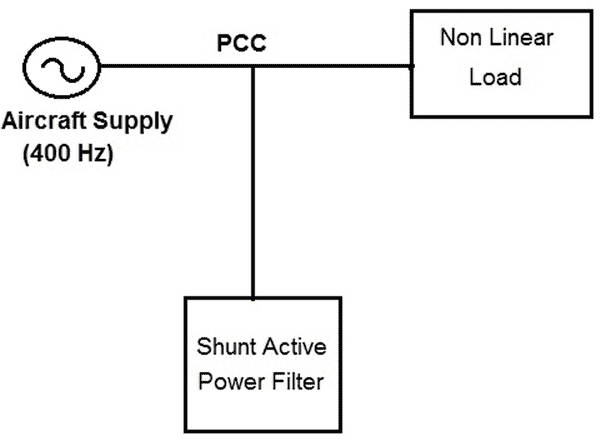 PCC
Non Linear
Load
Aircraft Supply
(400 Hz)
Shunt Active
Power Filter